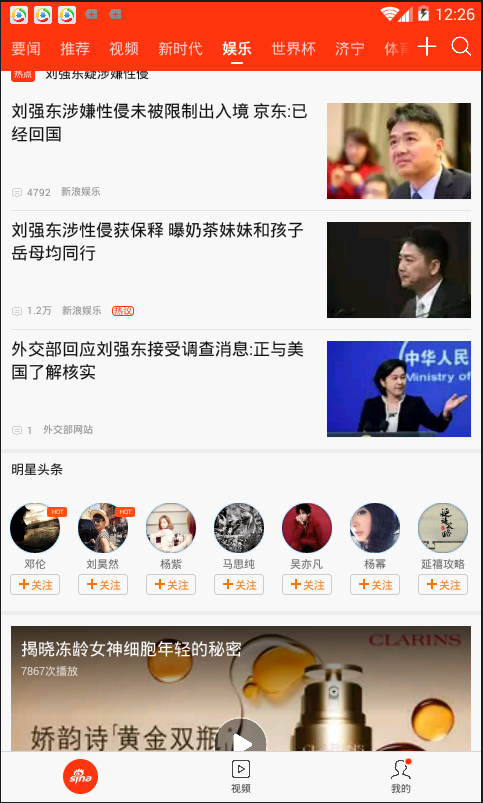 12:26
要闻 推荐 视频 新时代 娱乐 世界杯 济宁 体育
热点 刘强东疑涉嫌性侵
刘强东涉嫌性侵未被限制出入境 京东:已
经回国
4792 新浪娱乐
刘强东涉性侵获保释 曝奶茶妹妹和孩子
岳母均同行
1.2万 新浪娱乐 热议
外交部回应刘强东接受调查消息:正与美
国了解核实
1 外交部网站
中华人民
Ministry of
明星头条
HOT HOT
邓伦 刘昊然 杨紫 马思纯 吴亦凡 杨幂 延禧攻略
+关注 +关注 +关注 +关注 +关注 +关注 +关注
揭晓冻龄女神细胞年轻的秘密
CLARINS
7867次播放
娇韵诗「黄金双瓶」
sina
视频 我的